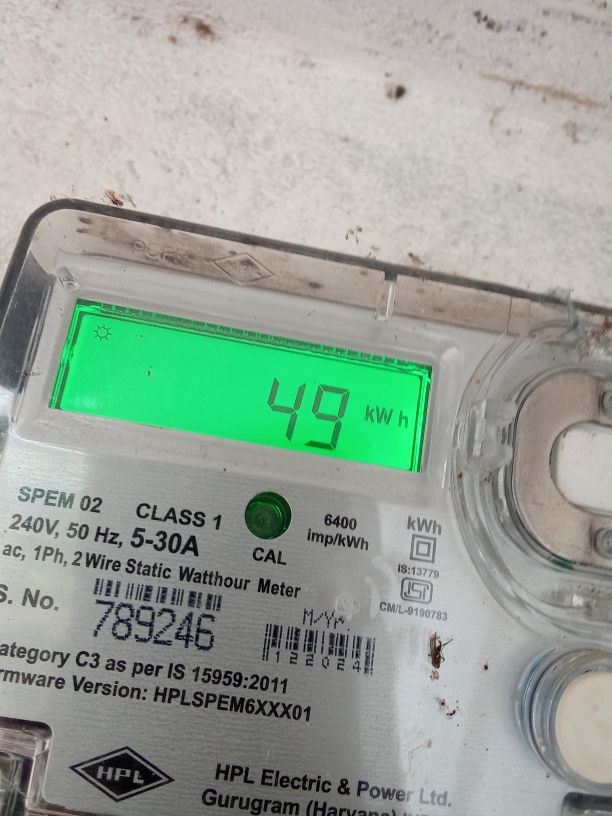 49 kWh
SPEM 02 CLASS 1
240V, 50 Hz, 5-30A
CAL
6400
imp/kWh
kWh
IS:13779
CM/L-9190783
ac, 1Ph, 2 Wire Static Watthour Meter
S. No.
789246
M/Yr
ategory C3 as per IS 15959:2011
rmware Version: HPLSPEM6XXX01
HPL
HPL Electric & Power Ltd.
Gurugram (Haryana)